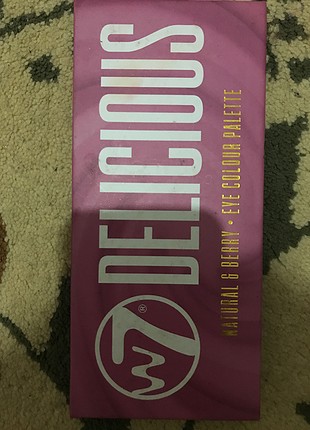 W7®
DELICIOUS
NATURAL & BERRY • EYE COLOUR PALETTE